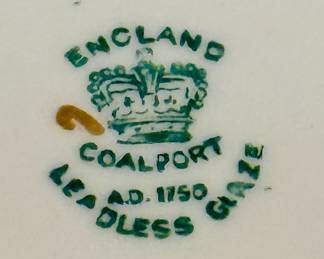 ENGLAND
COALPORT
A.D. 1750
LEADLESS GLAZE